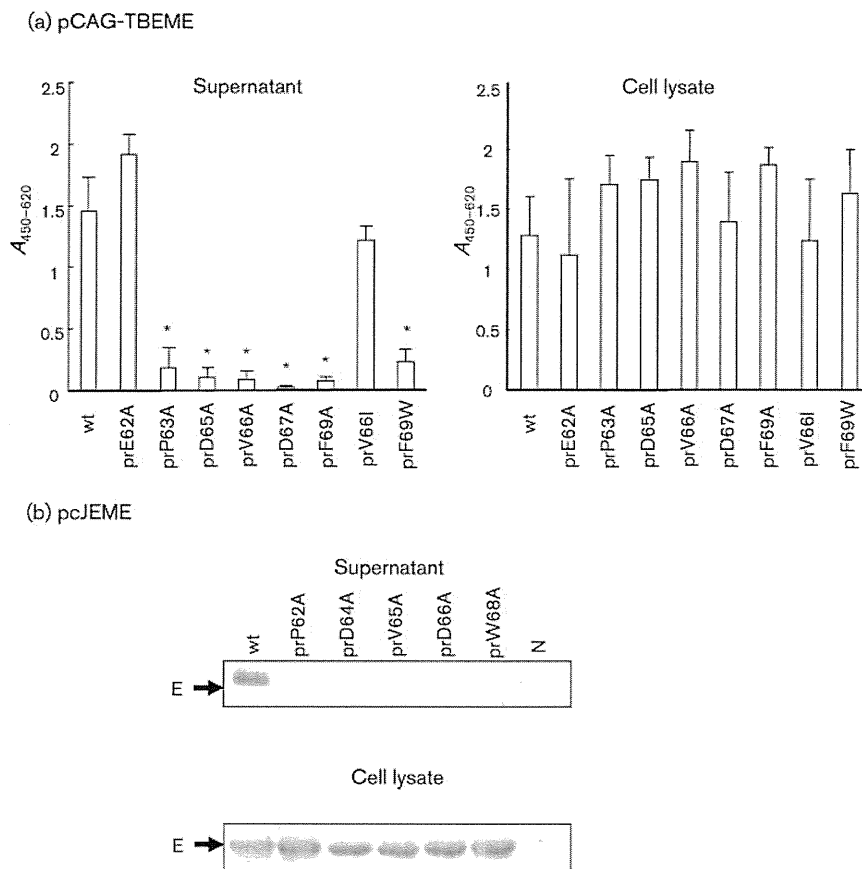 (a) pCAG-TBEME
Supernatant
2.5
2
1.5
1
0.5
0
A450–620
wt
prE62A
prP63A
prD65A
prV66A
prD67A
prF69A
prV66I
prF69W
* * * * * *
Cell lysate
2.5
2
1.5
1
0.5
0
A450–620
wt
prE62A
prP63A
prD65A
prV66A
prD67A
prF69A
prV66I
prF69W
(b) pcJEME
Supernatant
wt
prP62A
prD64A
prV65A
prD66A
prW68A
N
E
Cell lysate
E